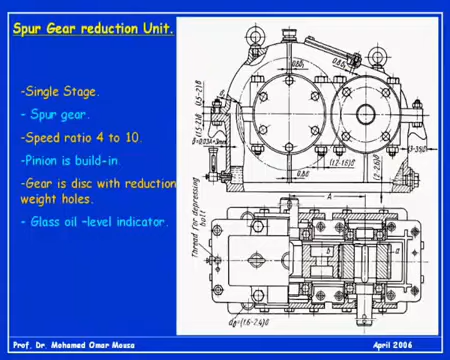 Spur Gear reduction Unit.
-Single Stage.
- Spur gear.
-Speed ratio 4 to 10.
-Pinion is build-in.
-Gear is disc with reduction
weight holes.
- Glass oil -level indicator.
Thread for depressing
bolt
A
b
a
Prof. Dr. Mohamed Omar Mousa
April 2006